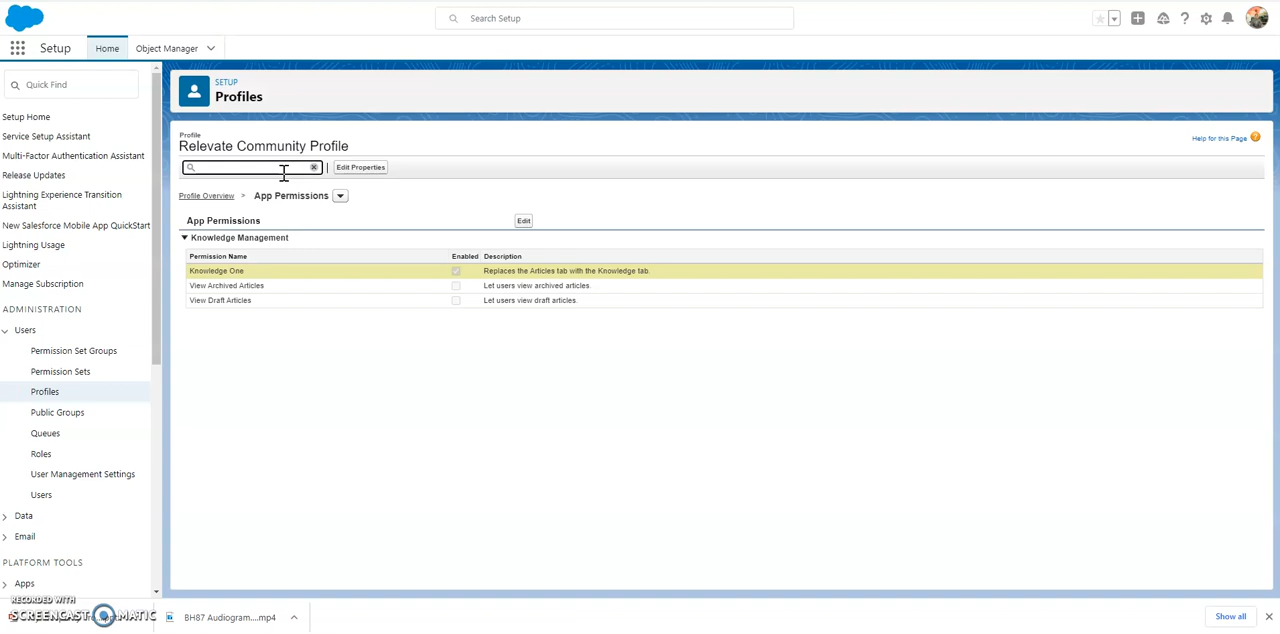 Search Setup
Setup
Home
Object Manager
Quick Find
Setup Home
Service Setup Assistant
Multi-Factor Authentication Assistant
Release Updates
Lightning Experience Transition
Assistant
New Salesforce Mobile App QuickStart
Lightning Usage
Optimizer
Manage Subscription
ADMINISTRATION
Users
Permission Set Groups
Permission Sets
Profiles
Public Groups
Queues
Roles
User Management Settings
Users
Data
Email
PLATFORM TOOLS
Apps
SETUP
Profiles
Profile
Relevate Community Profile
Help for this Page
Edit Properties
Profile Overview > App Permissions
App Permissions Edit
Knowledge Management
Permission Name Enabled Description
Knowledge One Replaces the Articles tab with the Knowledge tab.
View Archived Articles Let users view archived articles.
View Draft Articles Let users view draft articles.
RECORDED WITH
SCREENCAST MATIC
BH87 Audiogram....mp4
Show all